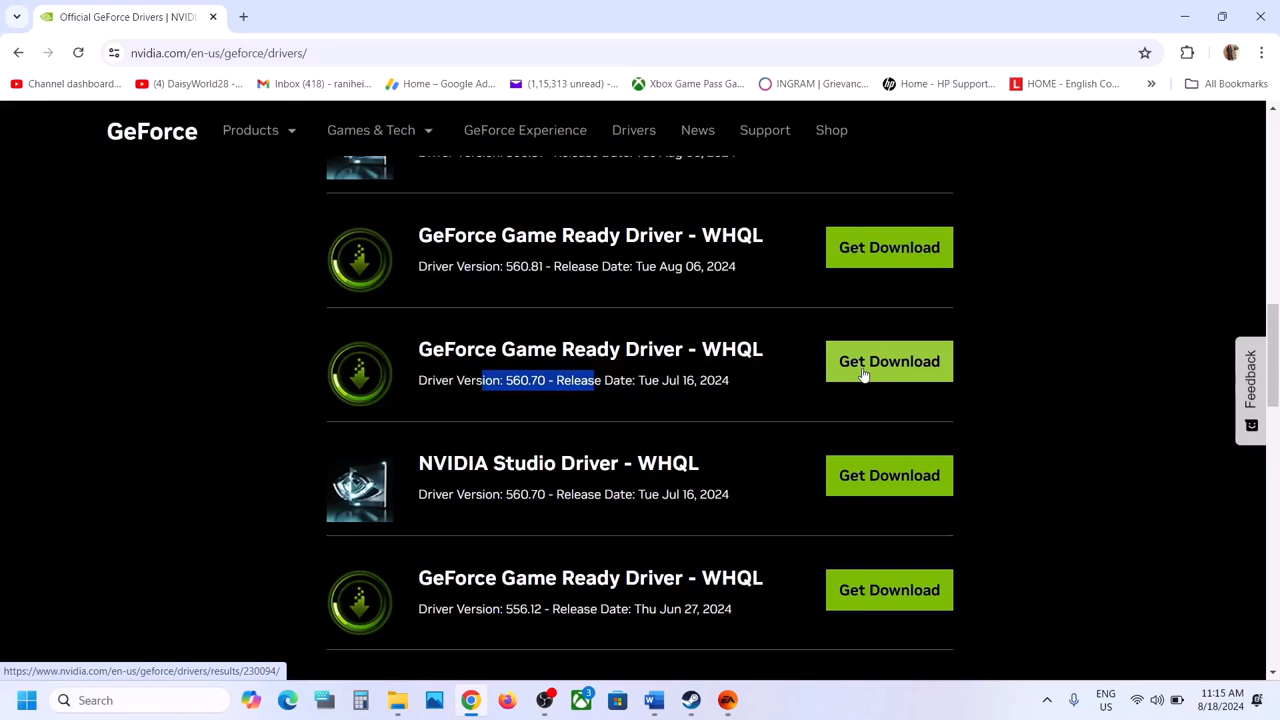 Official GeForce Drivers | NVIDI
nvidia.com/en-us/geforce/drivers/
Channel dashboard...
(4) DaisyWorld28 -...
Inbox (418) - ranihei...
Home – Google Ad...
(1,15,313 unread) -...
Xbox Game Pass Ga...
INGRAM | Grievanc...
Home - HP Support...
HOME - English Co...
All Bookmarks
GeForce
Products
Games & Tech
GeForce Experience
Drivers
News
Support
Shop
GeForce Game Ready Driver - WHQL
Driver Version: 560.81 - Release Date: Tue Aug 06, 2024
Get Download
GeForce Game Ready Driver - WHQL
Driver Version: 560.70 - Release Date: Tue Jul 16, 2024
Get Download
NVIDIA Studio Driver - WHQL
Driver Version: 560.70 - Release Date: Tue Jul 16, 2024
Get Download
GeForce Game Ready Driver - WHQL
Driver Version: 556.12 - Release Date: Thu Jun 27, 2024
Get Download
Feedback
https://www.nvidia.com/en-us/geforce/drivers/results/230094/
Search
3
ENG
US
11:15 AM
8/18/2024